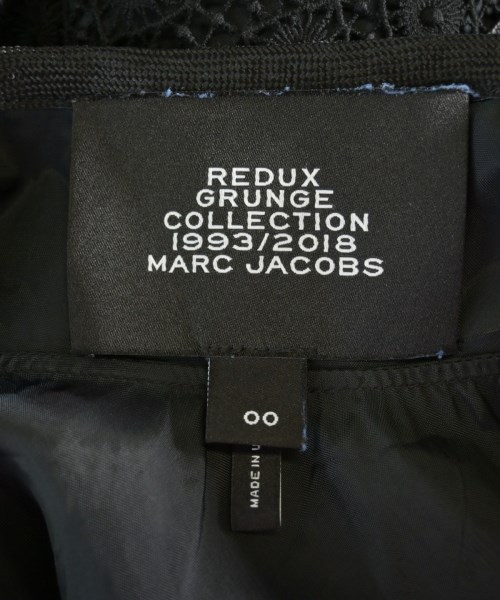 REDUX
GRUNGE
COLLECTION
1993/2018
MARC JACOBS
00
MADE IN U